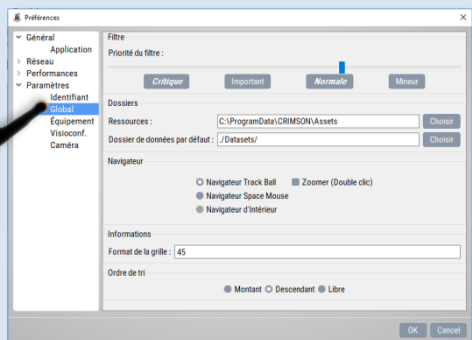 Préférences
Général
Application
Réseau
Performances
Paramètres
Identifiant
Global
Équipement
Visioconf.
Caméra
Filtre
Priorité du filtre :
Critique Important Normale Mineur
Dossiers
Ressources : C:\ProgramData\CRIMSON\Assets Choisir
Dossier de données par défaut : ./Datasets/ Choisir
Navigateur
Navigateur Track Ball Zoomer (Double clic)
Navigateur Space Mouse
Navigateur d'Intérieur
Informations
Format de la grille : 45
Ordre de tri
Montant Descendant Libre
OK Cancel